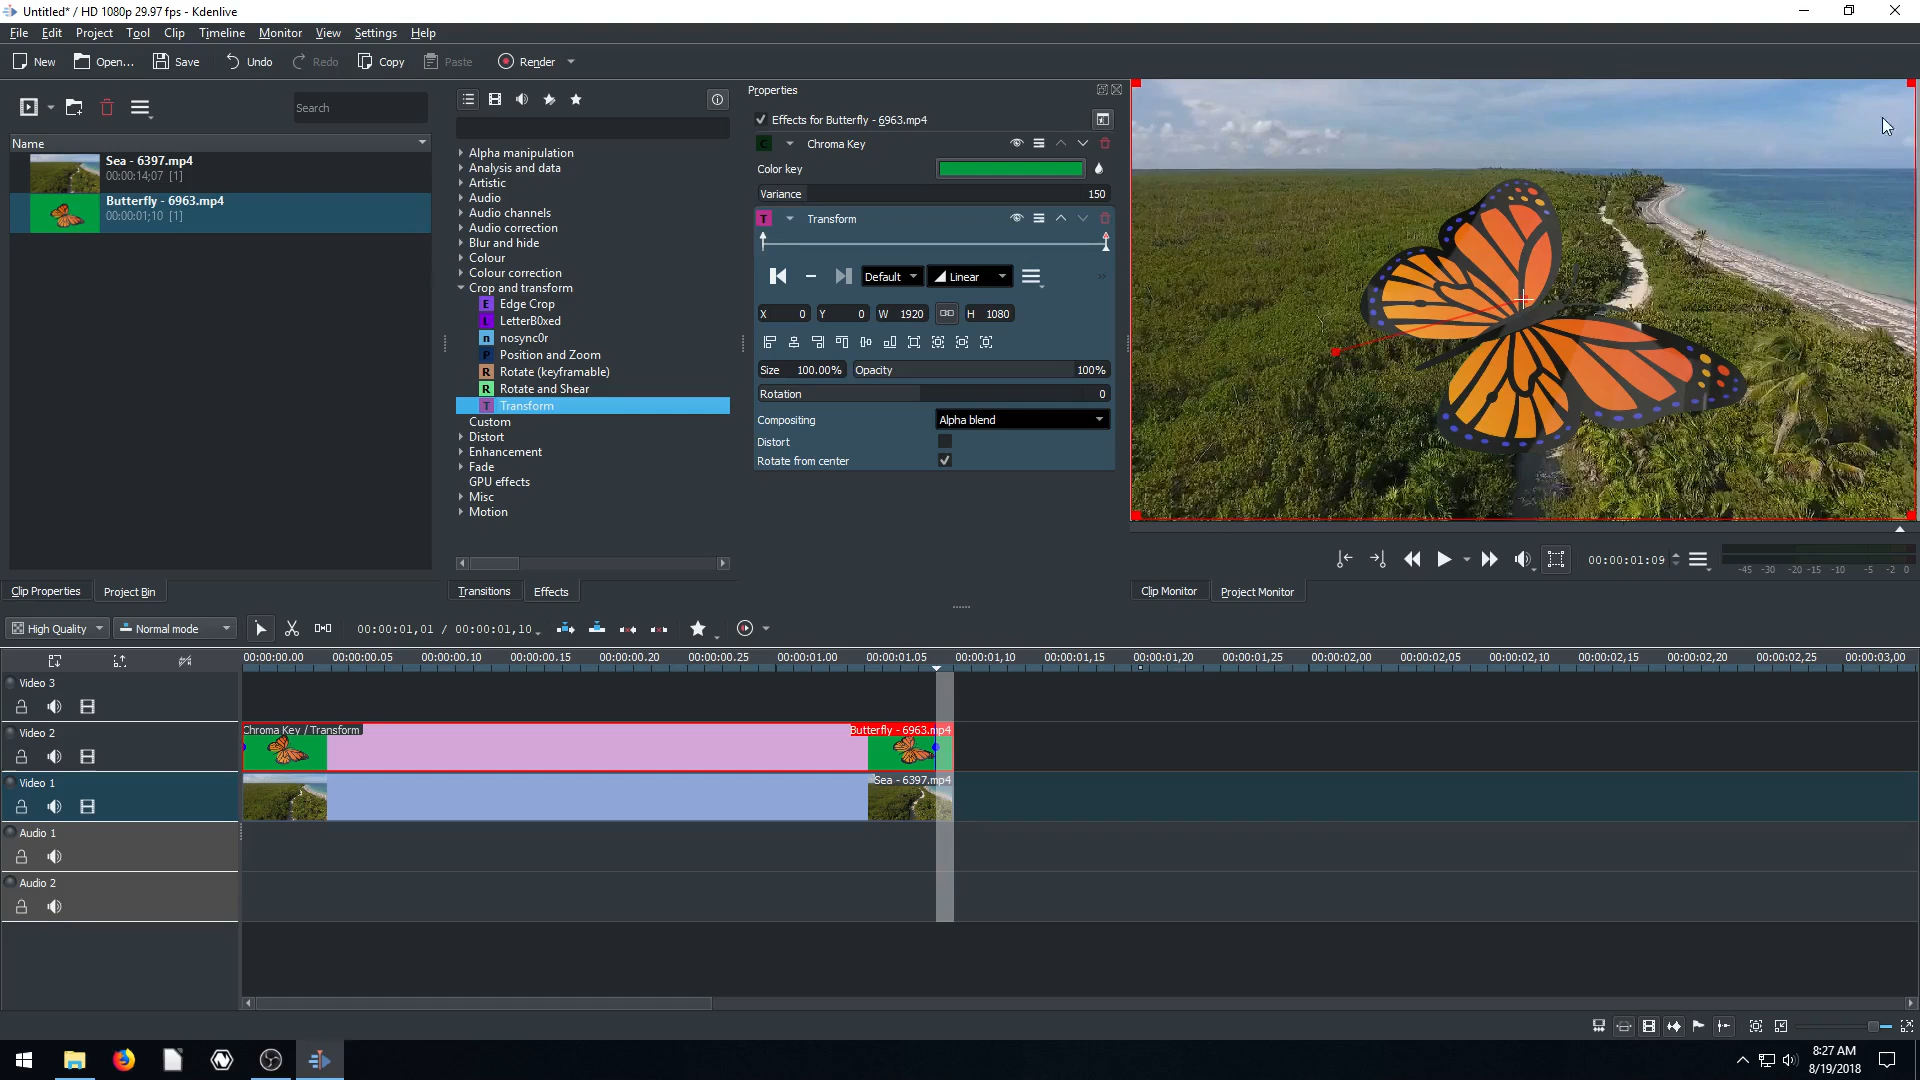 Untitled* / HD 1080p 29.97 fps - Kdenlive
File Edit Project Tool Clip Timeline Monitor View Settings Help
New Open... Save Undo Redo Copy Paste Render
Search
Name
Sea - 6397.mp4
00:00:14;07 [1]
Butterfly - 6963.mp4
00:00:01;10 [1]
Clip Properties Project Bin
Alpha manipulation
Analysis and data
Artistic
Audio
Audio channels
Audio correction
Blur and hide
Colour
Colour correction
Crop and transform
E Edge Crop
L LetterB0xed
n nosync0r
P Position and Zoom
R Rotate (keyframable)
R Rotate and Shear
T Transform
Custom
Distort
Enhancement
Fade
GPU effects
Misc
Motion
Transitions Effects
Properties
Effects for Butterfly - 6963.mp4
C Chroma Key
Color key
Variance 150
T Transform
Default Linear
X 0 Y 0 W 1920 H 1080
Size 100.00% Opacity 100%
Rotation 0
Compositing Alpha blend
Distort
Rotate from center
00:00:01:09
-45 -30 -20 -15 -10 -5 -2 0
Clip Monitor Project Monitor
High Quality Normal mode 00:00:01,01 / 00:00:01,10
00:00:00.00 00:00:00.05 00:00:00.10 00:00:00.15 00:00:00.20 00:00:00.25 00:00:01.00 00:00:01.05 00:00:01,10 00:00:01,15 00:00:01,20 00:00:01,25 00:00:02,00 00:00:02,05 00:00:02,10 00:00:02,15 00:00:02,20 00:00:02,25 00:00:03,00
Video 3
Video 2
Chroma Key / Transform Butterfly - 6963.mp4
Video 1
Sea - 6397.mp4
Audio 1
Audio 2
8:27 AM
8/19/2018